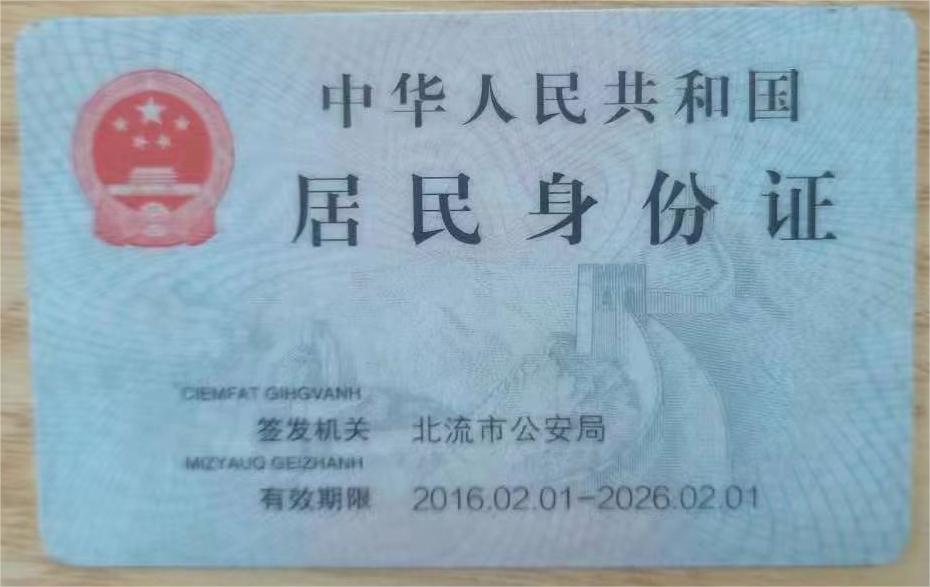 中华人民共和国
居民身份证
CIEMFAT GIHGVANH
签发机关 北流市公安局
MIZYAUQ GEIZHANH
有效期限 2016.02.01-2026.02.01